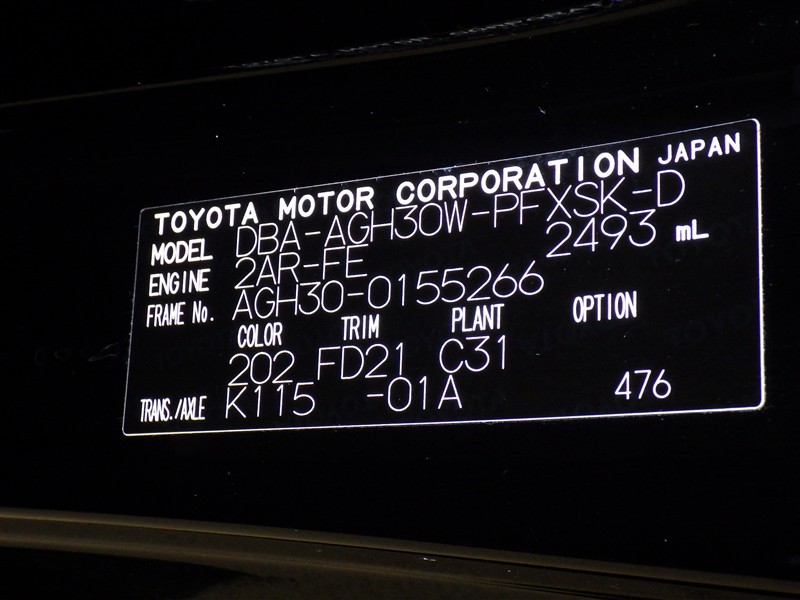 TOYOTA MOTOR CORPORATION JAPAN
MODEL DBA-AGH30W-PFXSK-D
ENGINE 2AR-FE 2493 mL
FRAME No. AGH30-0155266
COLOR TRIM PLANT OPTION
202 FD21 C31
TRANS./AXLE K115 -01A 476